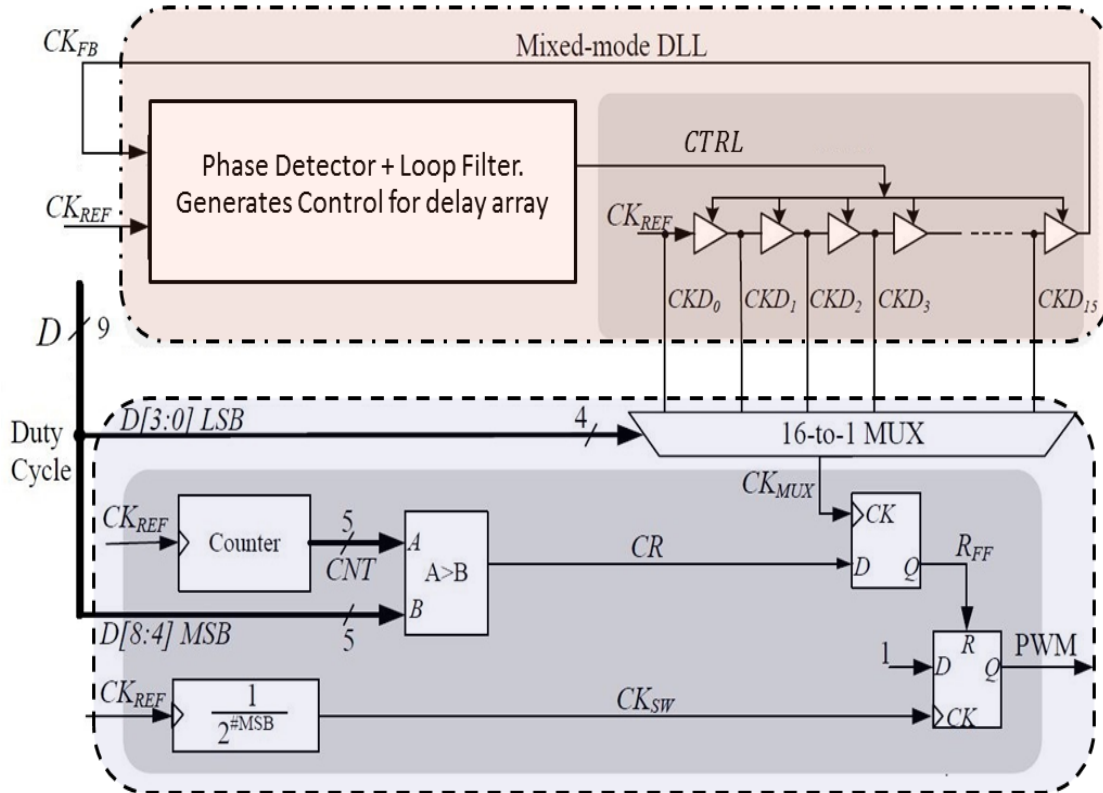 Mixed-mode DLL
CK_FB
Phase Detector + Loop Filter.
Generates Control for delay array
CTRL
CK_REF
CK_REF
CKD_0
CKD_1
CKD_2
CKD_3
CKD_15
D
9
D[3:0] LSB
4
16-to-1 MUX
Duty
Cycle
CK_MUX
CK_REF
Counter
5
CNT
A
A>B
B
CR
CK
D
Q
R_FF
D[8:4] MSB
5
1
R
D
Q
PWM
CK
CK_REF
1
2^#MSB
CK_SW